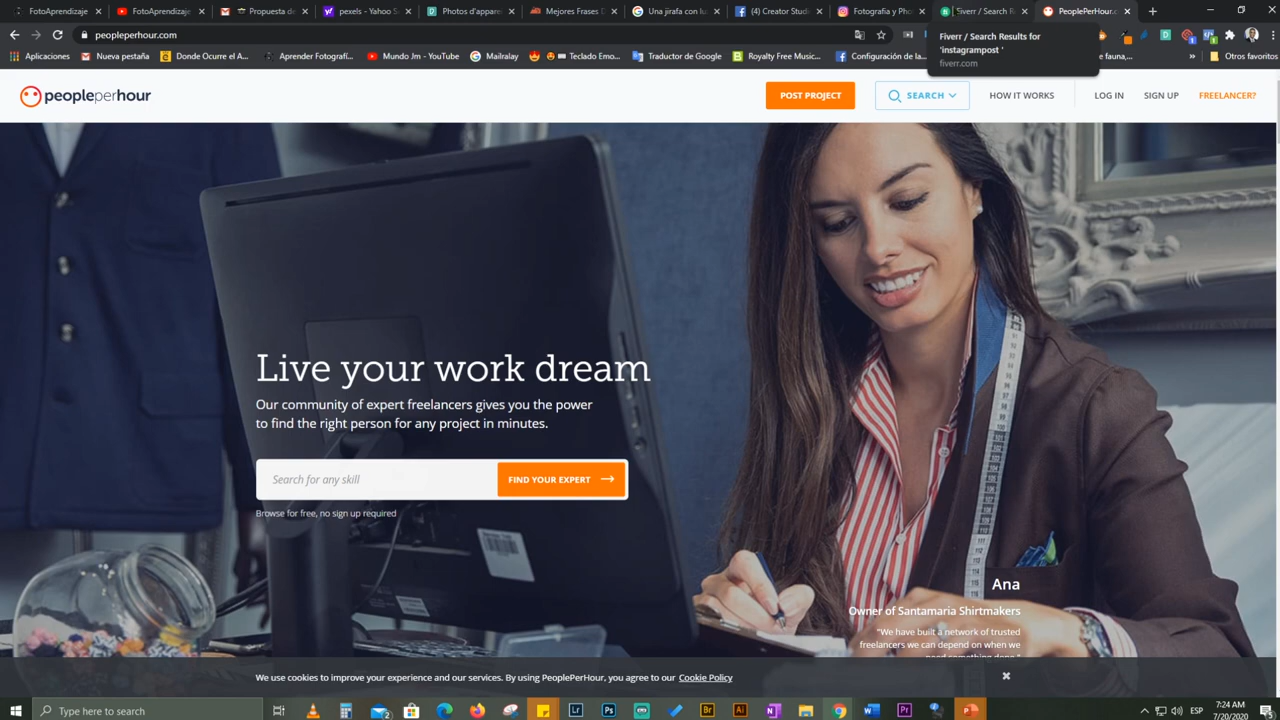 FotoAprendizaje
FotoAprendizaje
Propuesta de
pexels - Yahoo S
Photos d'appare
Mejores Frases D
Una jirafa con lu
(4) Creator Studi
Fotografia y Ph
Fiverr / Search R
PeoplePerHour.c
peopleperhour.com
Fiverr / Search Results for
'instagrampost '
fiverr.com
Aplicaciones
Nueva pestaña
Donde Ocurre el A...
Aprender Fotografí...
Mundo Jm - YouTube
Mailralay
Teclado Emo...
Traductor de Google
Royalty Free Music...
Configuración de la...
e fauna,...
»
Otros favoritos
peopleperhour
POST PROJECT
SEARCH
HOW IT WORKS
LOG IN
SIGN UP
FREELANCER?
Live your work dream
Our community of expert freelancers gives you the power
to find the right person for any project in minutes.
Search for any skill
FIND YOUR EXPERT
Browse for free, no sign up required
Ana
Owner of Santamaria Shirtmakers
"We have built a network of trusted
freelancers we can depend on when we
need something done."
We use cookies to improve your experience and our services. By using PeoplePerHour, you agree to our Cookie Policy
Type here to search
ESP
7:24 AM
7/20/2020